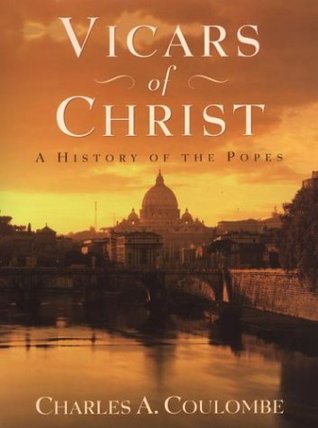 VICARS
of
CHRIST
A HISTORY OF THE POPES
CHARLES A. COULOMBE